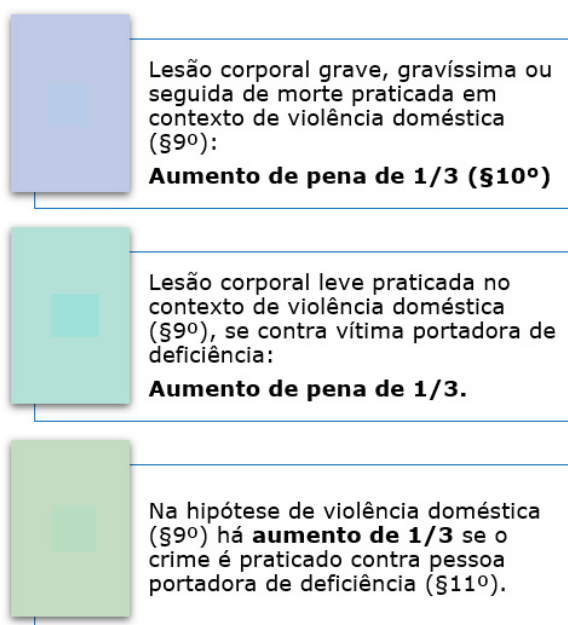 Lesão corporal grave, gravíssima ou
seguida de morte praticada em
contexto de violência doméstica
(§9º):
Aumento de pena de 1/3 (§10º)
Lesão corporal leve praticada no
contexto de violência doméstica
(§9º), se contra vítima portadora de
deficiência:
Aumento de pena de 1/3.
Na hipótese de violência doméstica
(§9º) há aumento de 1/3 se o
crime é praticado contra pessoa
portadora de deficiência (§11º).